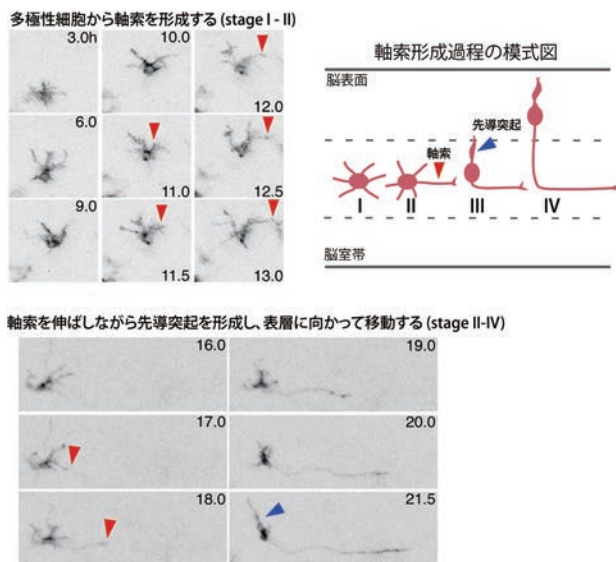 多極性細胞から軸索を形成する (stage I - II)
3.0h
10.0
12.0
6.0
11.0
12.5
9.0
11.5
13.0
軸索形成過程の模式図
脳表面
先導突起
軸索
I
II
III
IV
脳室帯
軸索を伸ばしながら先導突起を形成し、表層に向かって移動する (stage II-IV)
16.0
19.0
17.0
20.0
18.0
21.5